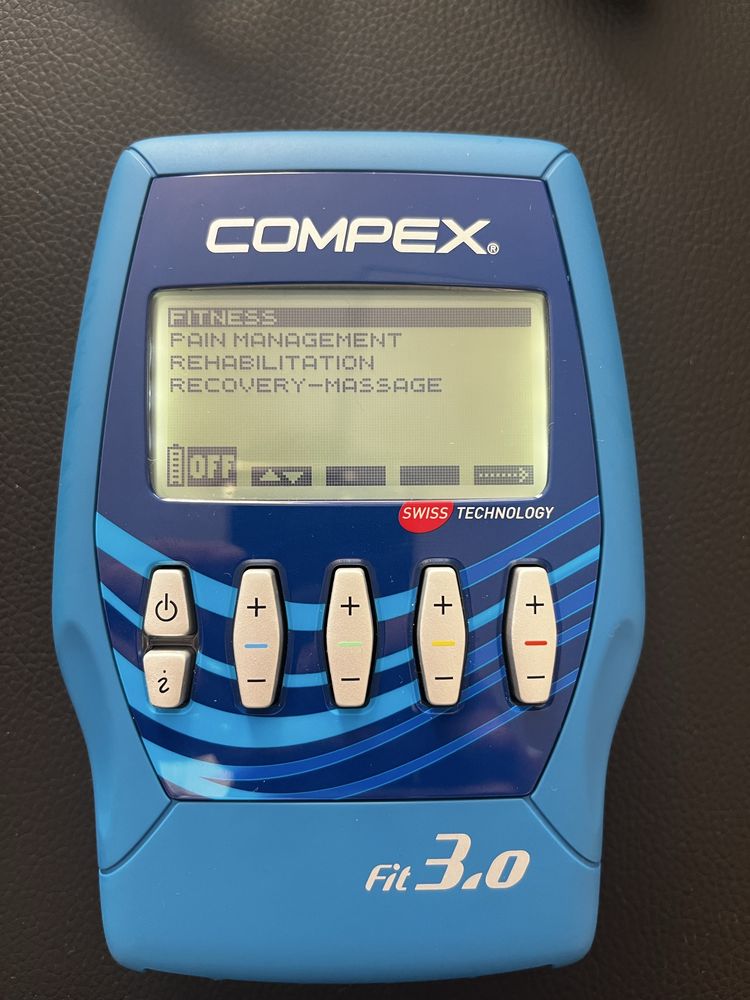 COMPEX®
FITNESS
PAIN MANAGEMENT
REHABILITATION
RECOVERY-MASSAGE
OFF
SWISS TECHNOLOGY
+ + + +
i − − − −
Fit 3.0